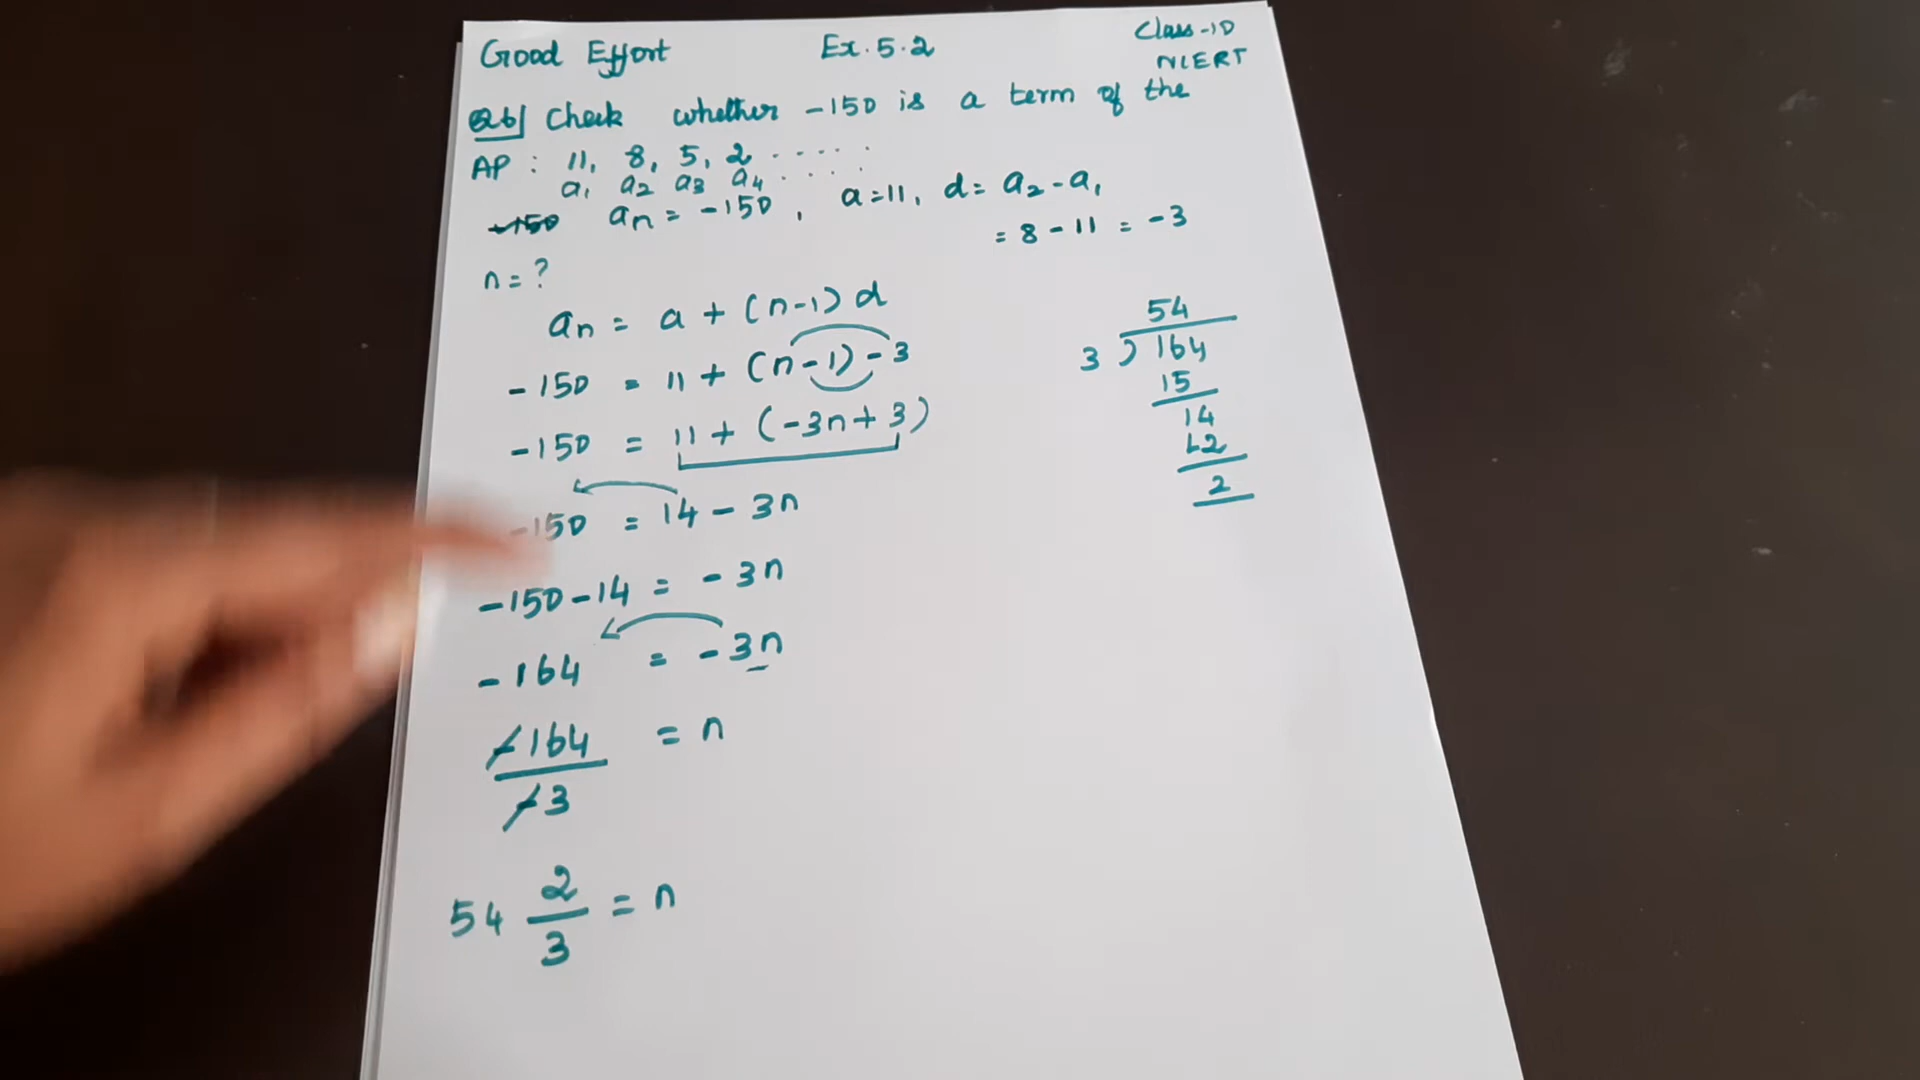 Good Effort Ex. 5.2 Class-10
NCERT
Q6) Check whether -150 is a term of the
AP : 11, 8, 5, 2 ......
a1 a2 a3 a4 ....
-150 an = -150, a = 11, d = a2 - a1
= 8 - 11 = -3
n = ?
an = a + (n-1) d
-150 = 11 + (n-1) -3
-150 = 11 + (-3n+3)
-150 = 14 - 3n
-150-14 = -3n
-164 = -3n
-164/-3 = n
54 2/3 = n
54
3 ) 164
15
14
12
2